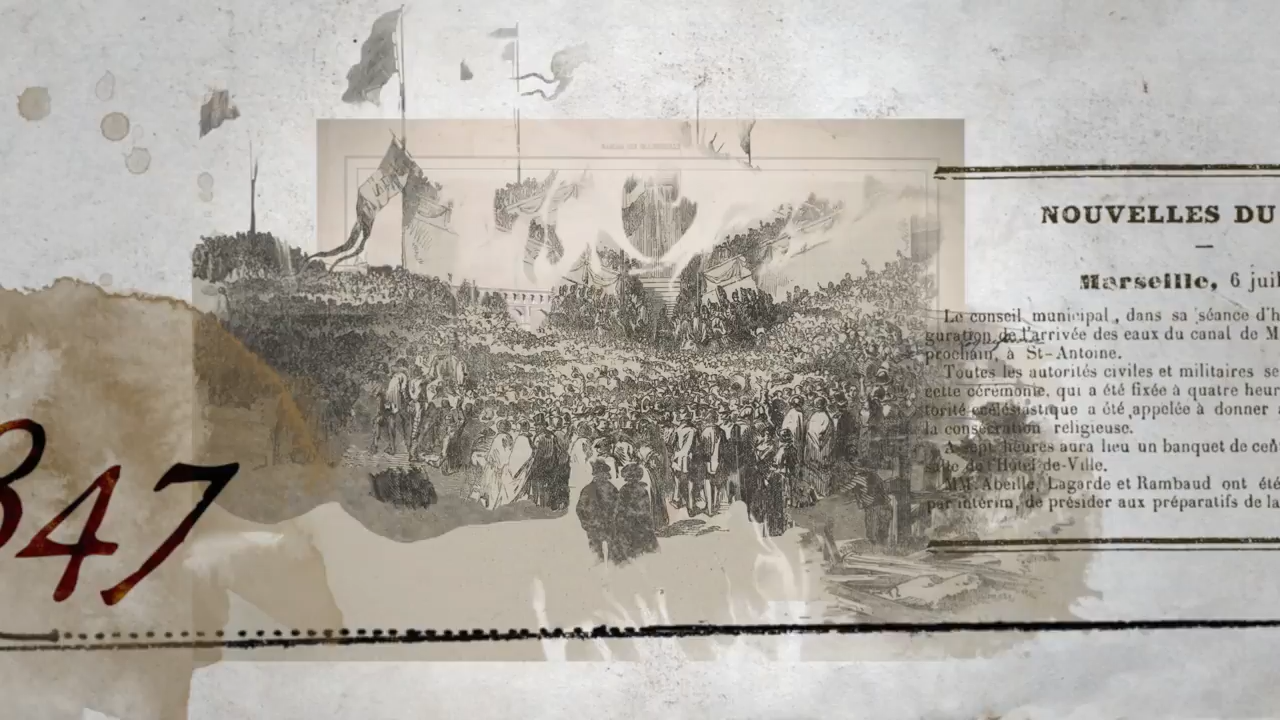 847
NOUVELLES DU
Marseille, 6 juil
Le conseil municipal, dans sa séance d'h
guration de l'arrivée des eaux du canal de M
prochain, à St-Antoine.
Toutes les autorités civiles et militaires se
cette cérémonie, qui a été fixée à quatre heur
torité ecclésiastique a été appelée à donner
la consécration religieuse.
A sept heures aura lieu un banquet de cen
salle de l'Hôtel-de-Ville.
MM. Abeille, Lagarde et Rambaud ont été
par intérim, de présider aux préparatifs de la